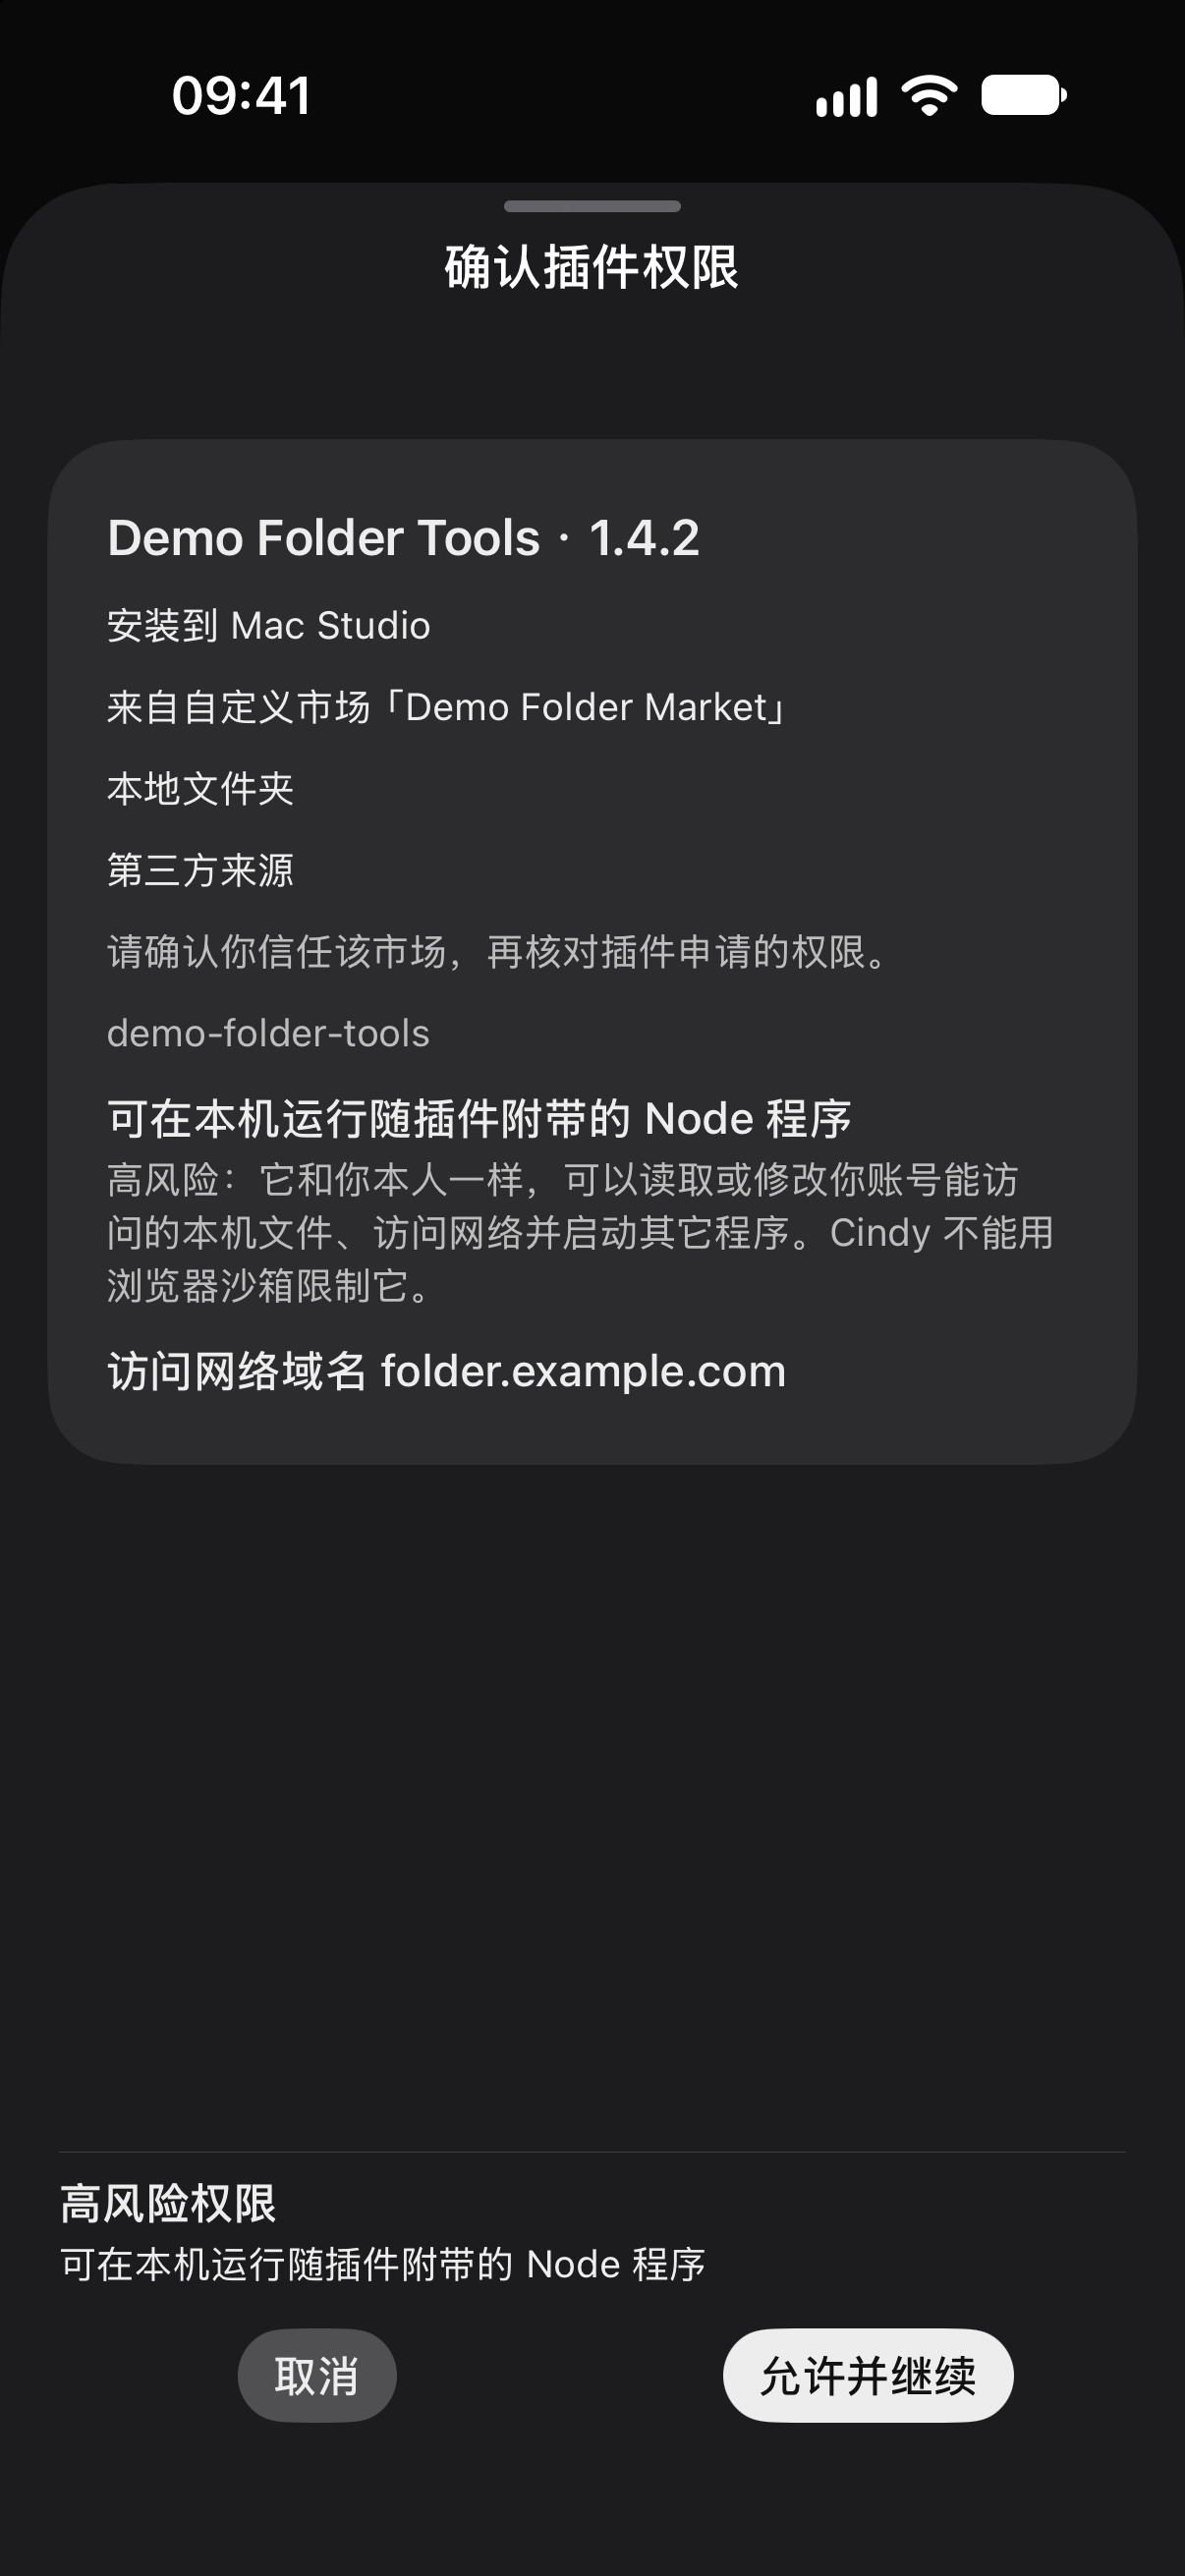 09:41
确认插件权限
Demo Folder Tools · 1.4.2
安装到 Mac Studio
来自自定义市场「Demo Folder Market」
本地文件夹
第三方来源
请确认你信任该市场，再核对插件申请的权限。
demo-folder-tools
可在本机运行随插件附带的 Node 程序
高风险：它和你本人一样，可以读取或修改你账号能访
问的本机文件、访问网络并启动其它程序。Cindy 不能用
浏览器沙箱限制它。
访问网络域名 folder.example.com
高风险权限
可在本机运行随插件附带的 Node 程序
取消
允许并继续